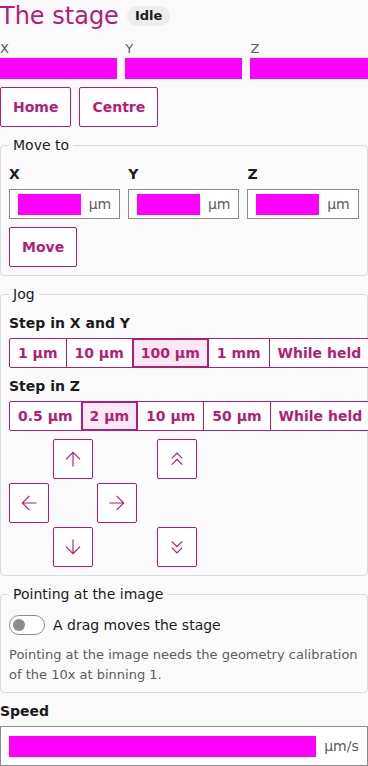 The stage Idle
X Y Z
Home Centre
Move to
X Y Z
µm µm µm
Move
Jog
Step in X and Y
1 µm 10 µm 100 µm 1 mm While held
Step in Z
0.5 µm 2 µm 10 µm 50 µm While held
Pointing at the image
A drag moves the stage
Pointing at the image needs the geometry calibration
of the 10x at binning 1.
Speed
µm/s